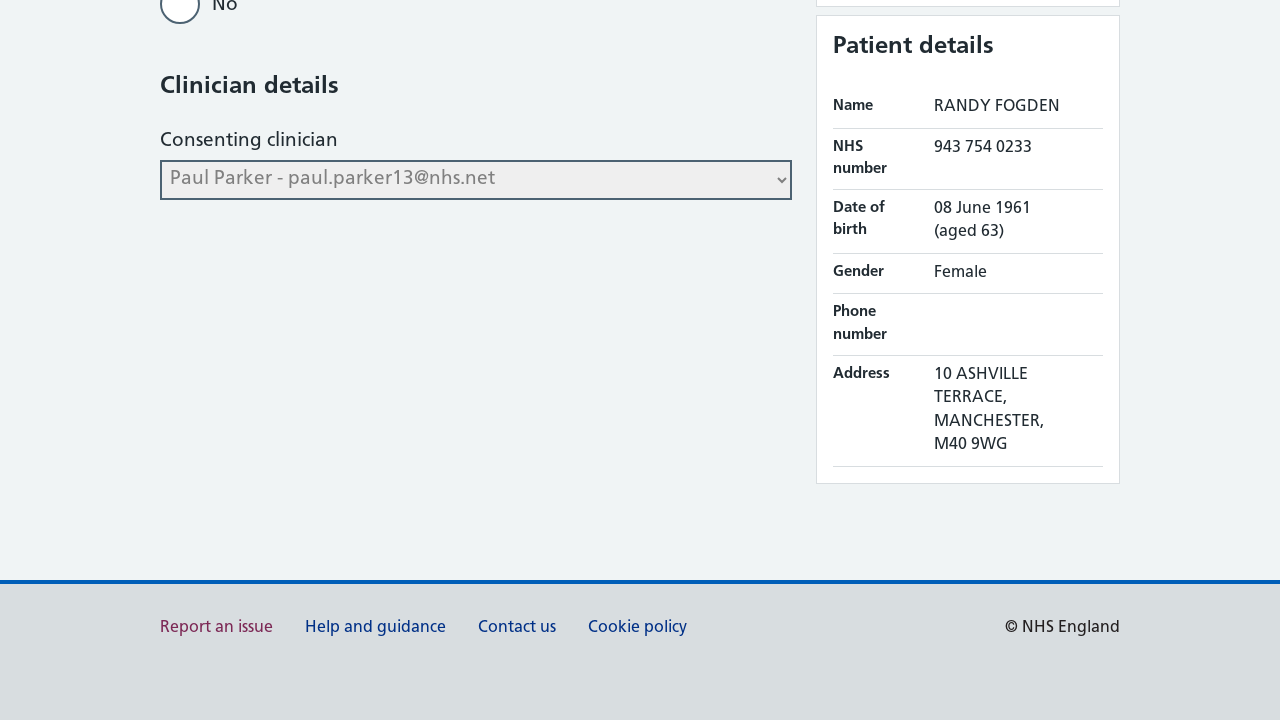 No
Clinician details
Consenting clinician
Paul Parker - paul.parker13@nhs.net
Patient details
Name RANDY FOGDEN
NHS number 943 754 0233
Date of birth 08 June 1961 (aged 63)
Gender Female
Phone number
Address 10 ASHVILLE TERRACE, MANCHESTER, M40 9WG
Report an issue Help and guidance Contact us Cookie policy © NHS England